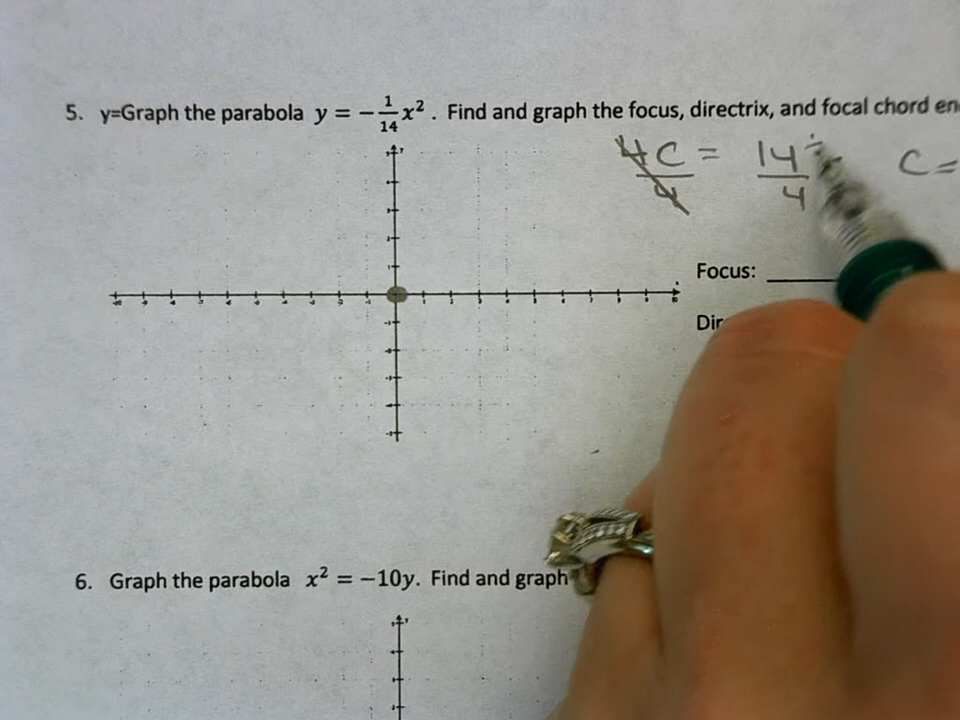 5. y=Graph the parabola y = -1/14 x². Find and graph the focus, directrix, and focal chord en
4C = 14 C =
4 4
Focus:
Dir
6. Graph the parabola x² = −10y. Find and graph